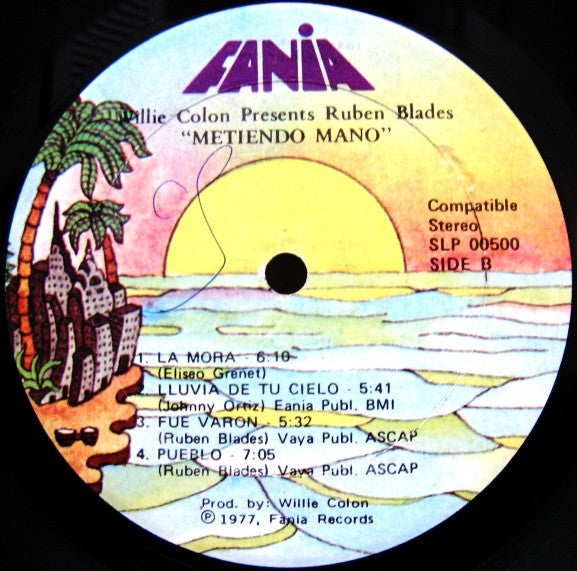 FANIA
Willie Colon Presents Ruben Blades
"METIENDO MANO"
Compatible
Stereo
SLP 00500
SIDE B
1. LA MORA - 6:10
(Eliseo Grenet)
2. LLUVIA DE TU CIELO - 5:41
(Johnny Ortiz) Fania Publ. BMI
3. FUE VARON - 5:32
(Ruben Blades) Vaya Publ. ASCAP
4. PUEBLO - 7:05
(Ruben Blades) Vaya Publ. ASCAP
Prod. by: Willie Colon
℗ 1977, Fania Records